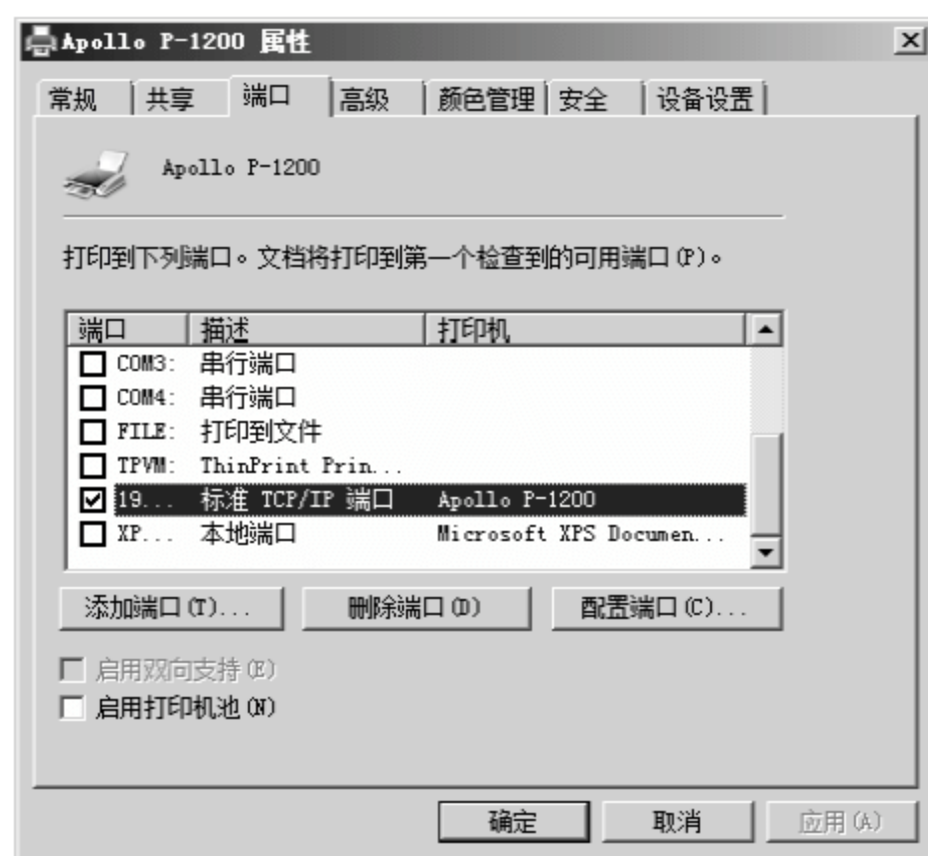 Apollo P-1200 属性
常规 共享 端口 高级 颜色管理 安全 设备设置
Apollo P-1200
打印到下列端口。文档将打印到第一个检查到的可用端口(P)。
端口 描述 打印机
COM3: 串行端口
COM4: 串行端口
FILE: 打印到文件
TPVM: ThinPrint Prin...
19... 标准 TCP/IP 端口 Apollo P-1200
XP... 本地端口 Microsoft XPS Documen...
添加端口(T)... 删除端口(D) 配置端口(C)...
启用双向支持(E)
启用打印机池(N)
确定 取消 应用(A)